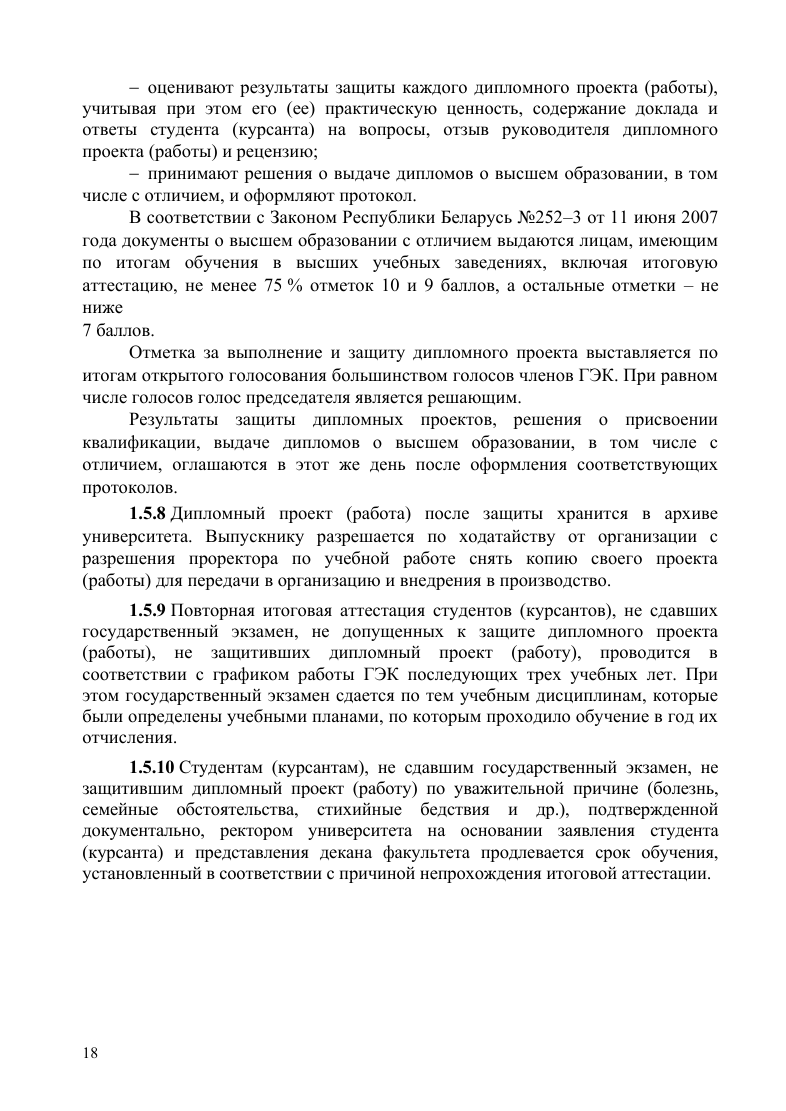 – оценивают результаты защиты каждого дипломного проекта (работы),
учитывая при этом его (ее) практическую ценность, содержание доклада и
ответы студента (курсанта) на вопросы, отзыв руководителя дипломного
проекта (работы) и рецензию;
– принимают решения о выдаче дипломов о высшем образовании, в том
числе с отличием, и оформляют протокол.
В соответствии с Законом Республики Беларусь №252–3 от 11 июня 2007
года документы о высшем образовании с отличием выдаются лицам, имеющим
по итогам обучения в высших учебных заведениях, включая итоговую
аттестацию, не менее 75 % отметок 10 и 9 баллов, а остальные отметки – не
ниже
7 баллов.
Отметка за выполнение и защиту дипломного проекта выставляется по
итогам открытого голосования большинством голосов членов ГЭК. При равном
числе голосов голос председателя является решающим.
Результаты защиты дипломных проектов, решения о присвоении
квалификации, выдаче дипломов о высшем образовании, в том числе с
отличием, оглашаются в этот же день после оформления соответствующих
протоколов.
1.5.8 Дипломный проект (работа) после защиты хранится в архиве
университета. Выпускнику разрешается по ходатайству от организации с
разрешения проректора по учебной работе снять копию своего проекта
(работы) для передачи в организацию и внедрения в производство.
1.5.9 Повторная итоговая аттестация студентов (курсантов), не сдавших
государственный экзамен, не допущенных к защите дипломного проекта
(работы), не защитивших дипломный проект (работу), проводится в
соответствии с графиком работы ГЭК последующих трех учебных лет. При
этом государственный экзамен сдается по тем учебным дисциплинам, которые
были определены учебными планами, по которым проходило обучение в год их
отчисления.
1.5.10 Студентам (курсантам), не сдавшим государственный экзамен, не
защитившим дипломный проект (работу) по уважительной причине (болезнь,
семейные обстоятельства, стихийные бедствия и др.), подтвержденной
документально, ректором университета на основании заявления студента
(курсанта) и представления декана факультета продлевается срок обучения,
установленный в соответствии с причиной непрохождения итоговой аттестации.
18